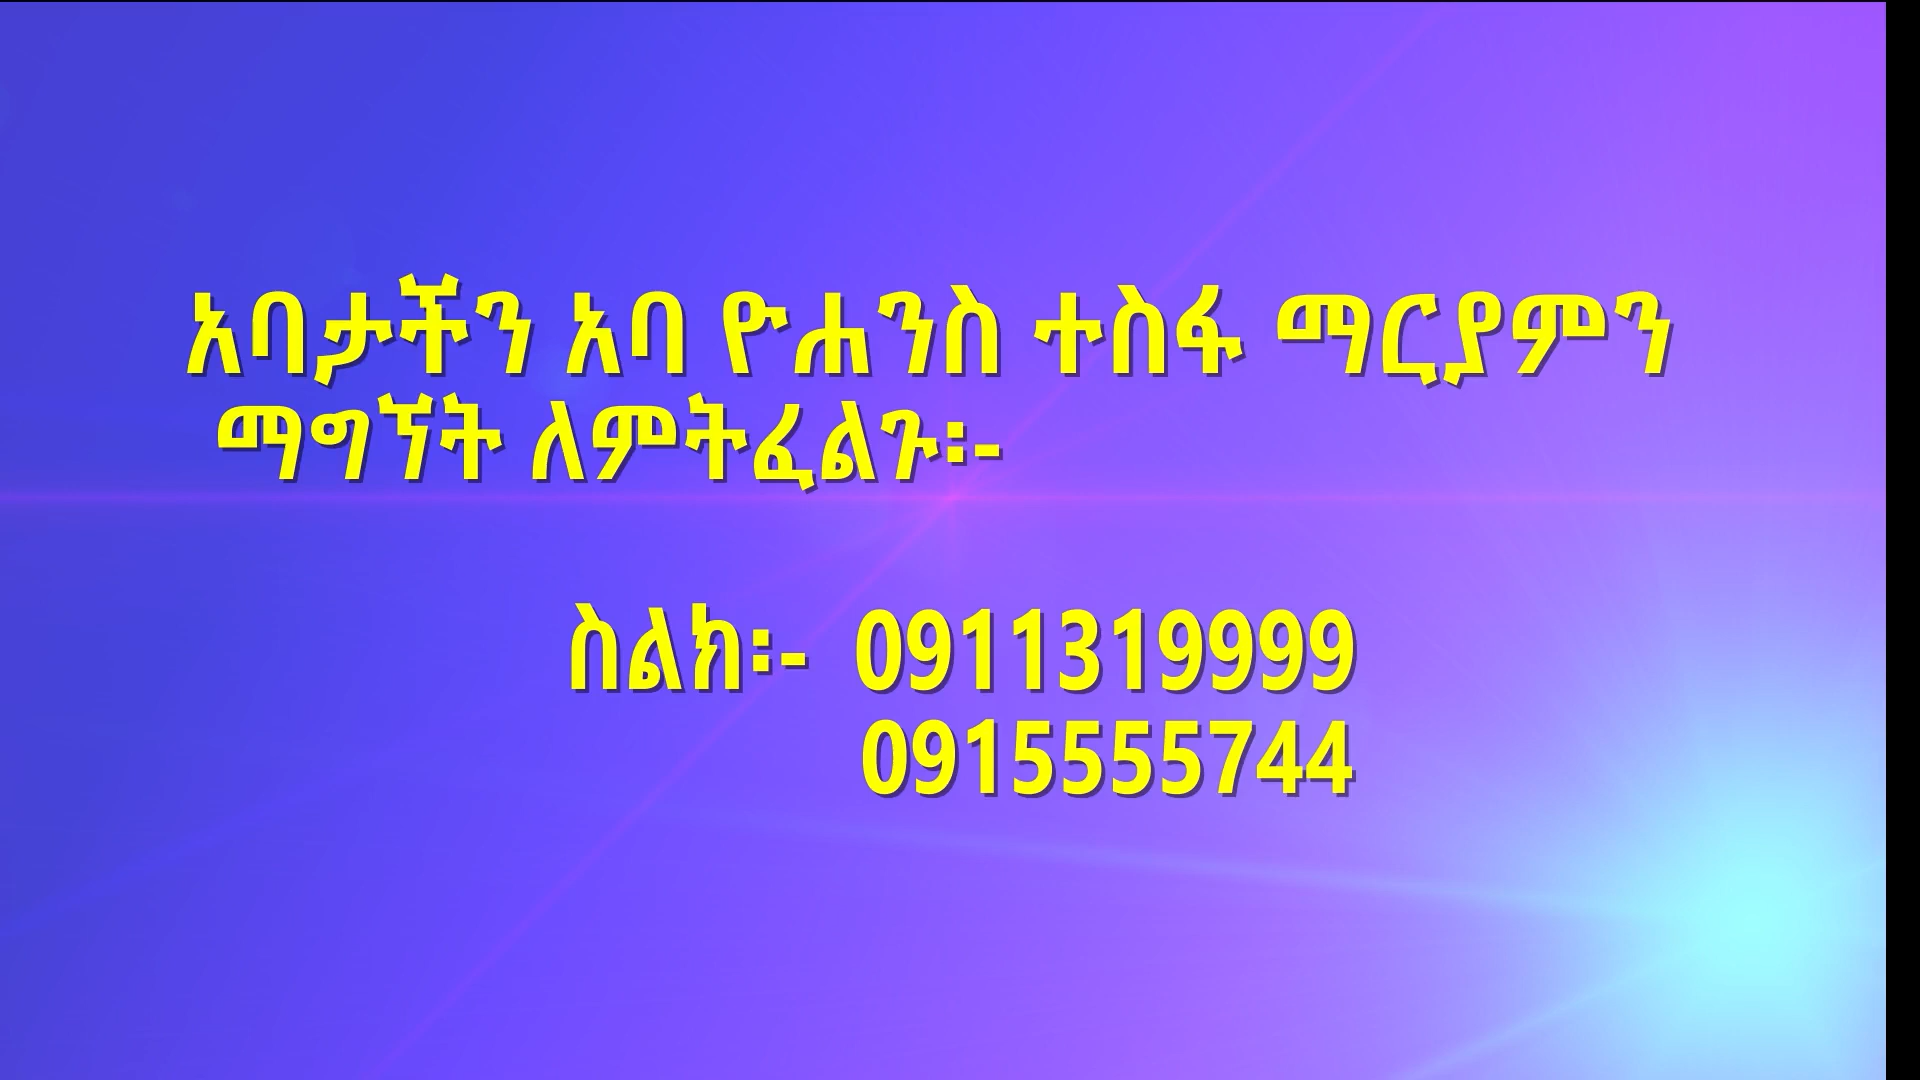 አባታችን አባ ዮሐንስ ተስፋ ማርያምን
ማግኘት ለምትፈልጉ፡-
ስልክ፡- 0911319999
0915555744